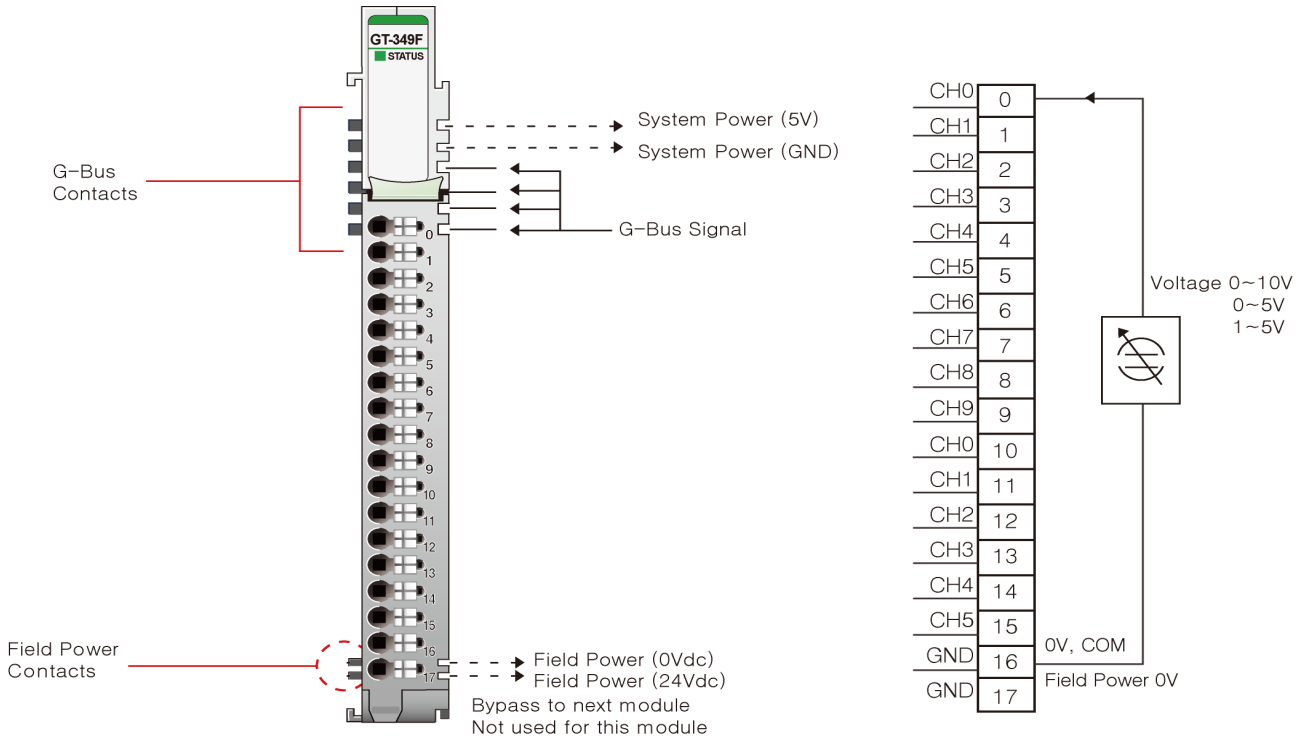 GT-349F
STATUS
System Power (5V)
System Power (GND)
G-Bus
Contacts
G-Bus Signal
0
1
2
3
4
5
6
7
8
9
10
11
12
13
14
15
16
17
Field Power
Contacts
Field Power (0Vdc)
Field Power (24Vdc)
Bypass to next module
Not used for this module
CH0 0
CH1 1
CH2 2
CH3 3
CH4 4
CH5 5
CH6 6
CH7 7
CH8 8
CH9 9
CH0 10
CH1 11
CH2 12
CH3 13
CH4 14
CH5 15
GND 16
GND 17
Voltage 0~10V
0~5V
1~5V
0V, COM
Field Power 0V